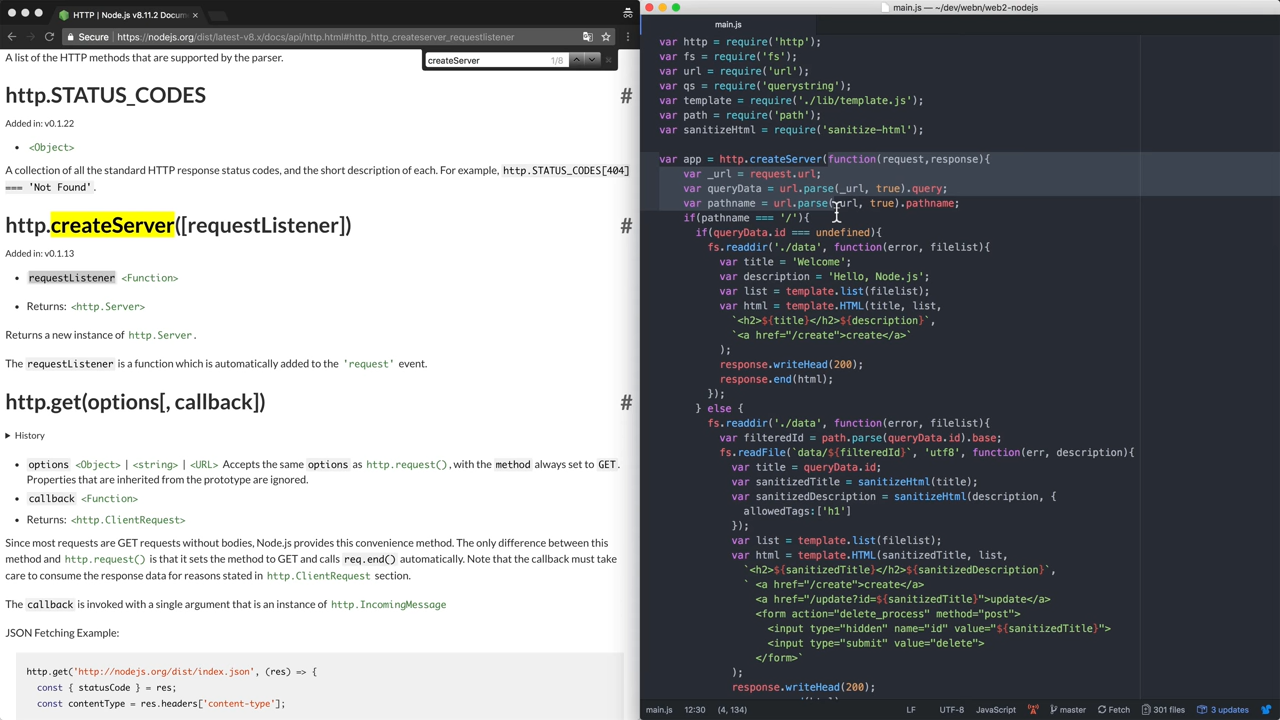 HTTP | Node.js v8.11.2 Docum
Secure
https://nodejs.org/dist/latest-v8.x/docs/api/http.html#http_http_createserver_requestlistener
createServer 1/8
A list of the HTTP methods that are supported by the parser.
http.STATUS_CODES #
Added in: v0.1.22
<Object>
A collection of all the standard HTTP response status codes, and the short description of each. For example, http.STATUS_CODES[404]
=== 'Not Found'.
http.createServer([requestListener]) #
Added in: v0.1.13
requestListener <Function>
Returns: <http.Server>
Returns a new instance of http.Server.
The requestListener is a function which is automatically added to the 'request' event.
http.get(options[, callback]) #
History
options <Object> | <string> | <URL> Accepts the same options as http.request(), with the method always set to GET.
Properties that are inherited from the prototype are ignored.
callback <Function>
Returns: <http.ClientRequest>
Since most requests are GET requests without bodies, Node.js provides this convenience method. The only difference between this
method and http.request() is that it sets the method to GET and calls req.end() automatically. Note that the callback must take
care to consume the response data for reasons stated in http.ClientRequest section.
The callback is invoked with a single argument that is an instance of http.IncomingMessage
JSON Fetching Example:
http.get('http://nodejs.org/dist/index.json', (res) => {
const { statusCode } = res;
const contentType = res.headers['content-type'];
main.js — ~/dev/webn/web2-nodejs
main.js
var http = require('http');
var fs = require('fs');
var url = require('url');
var qs = require('querystring');
var template = require('./lib/template.js');
var path = require('path');
var sanitizeHtml = require('sanitize-html');
var app = http.createServer(function(request,response){
var _url = request.url;
var queryData = url.parse(_url, true).query;
var pathname = url.parse(_url, true).pathname;
if(pathname === '/'){
if(queryData.id === undefined){
fs.readdir('./data', function(error, filelist){
var title = 'Welcome';
var description = 'Hello, Node.js';
var list = template.list(filelist);
var html = template.HTML(title, list,
`<h2>${title}</h2>${description}`,
`<a href="/create">create</a>`
);
response.writeHead(200);
response.end(html);
});
} else {
fs.readdir('./data', function(error, filelist){
var filteredId = path.parse(queryData.id).base;
fs.readFile(`data/${filteredId}`, 'utf8', function(err, description){
var title = queryData.id;
var sanitizedTitle = sanitizeHtml(title);
var sanitizedDescription = sanitizeHtml(description, {
allowedTags:['h1']
});
var list = template.list(filelist);
var html = template.HTML(sanitizedTitle, list,
`<h2>${sanitizedTitle}</h2>${sanitizedDescription}`,
` <a href="/create">create</a>
<a href="/update?id=${sanitizedTitle}">update</a>
<form action="delete_process" method="post">
<input type="hidden" name="id" value="${sanitizedTitle}">
<input type="submit" value="delete">
</form>`
);
response.writeHead(200);
main.js 12:30 (4, 134) LF UTF-8 JavaScript master Fetch 301 files 3 updates